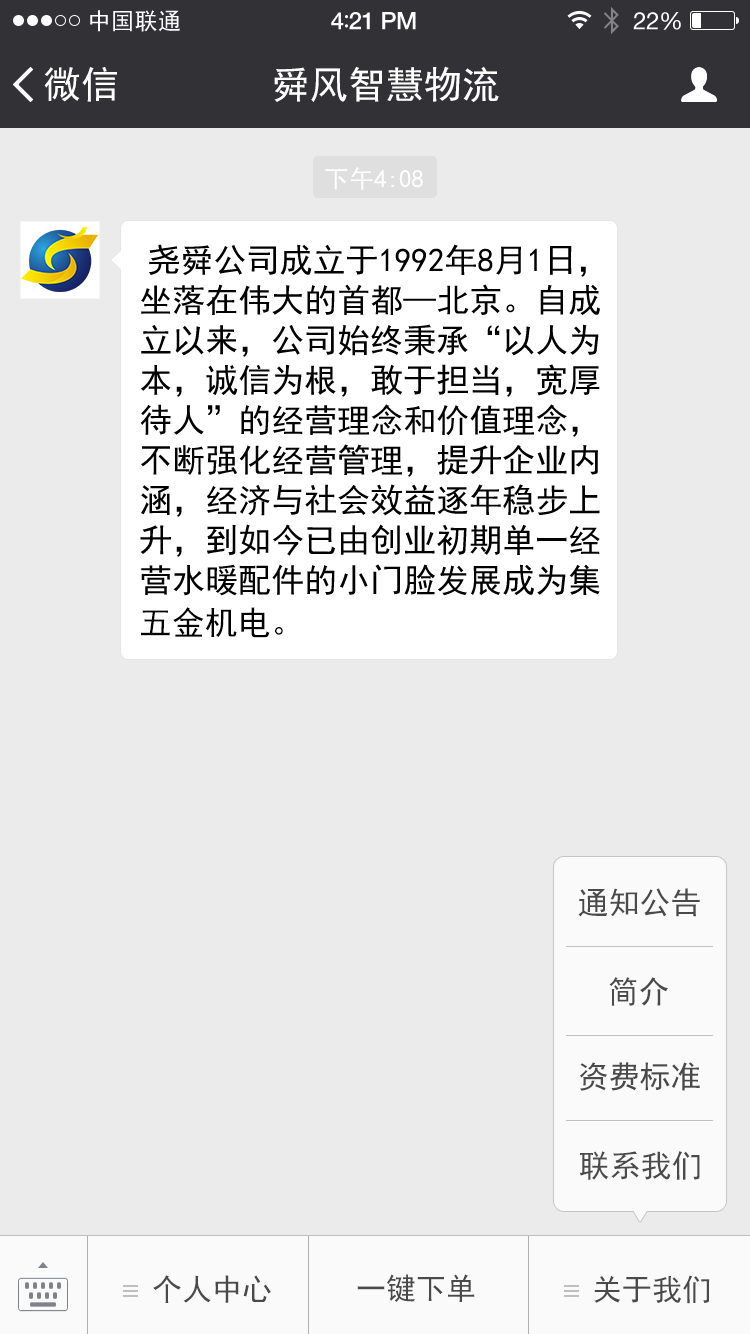 中国联通 4:21 PM 22%
微信 舜风智慧物流
下午4:08
尧舜公司成立于1992年8月1日，
坐落在伟大的首都—北京。自成
立以来，公司始终秉承“以人为
本，诚信为根，敢于担当，宽厚
待人”的经营理念和价值理念，
不断强化经营管理，提升企业内
涵，经济与社会效益逐年稳步上
升，到如今已由创业初期单一经
营水暖配件的小门脸发展成为集
五金机电。
通知公告
简介
资费标准
联系我们
个人中心 一键下单 关于我们